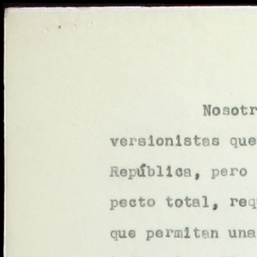 Nosotr
versionistas que
República, pero
pecto total, req
que permitan una